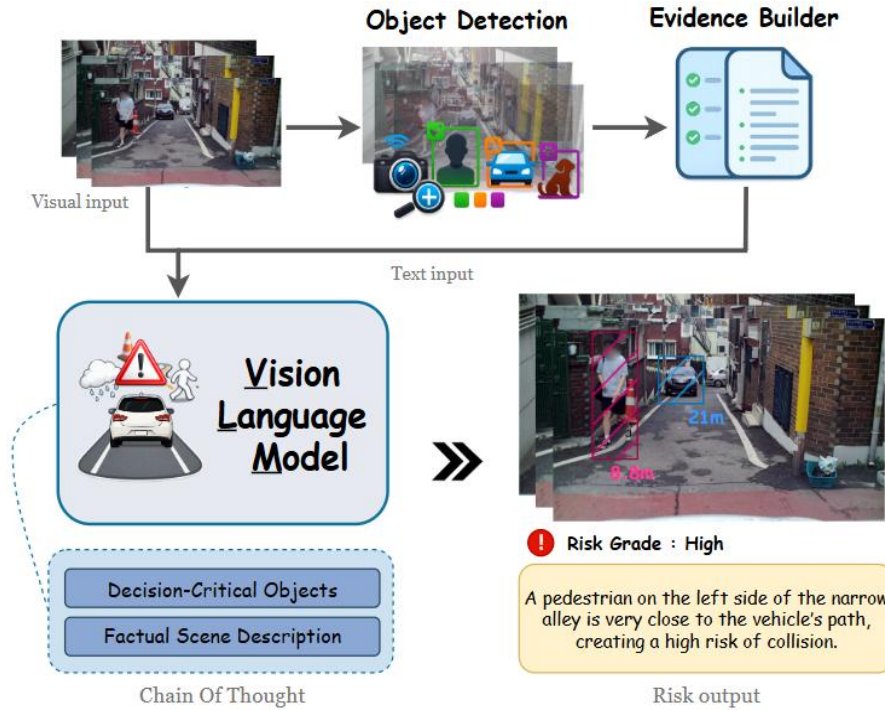 Object Detection
Evidence Builder
Visual input
Text input
Vision
Language
Model
21m
8.8m
Risk Grade : High
Decision-Critical Objects
Factual Scene Description
A pedestrian on the left side of the narrow
alley is very close to the vehicle's path,
creating a high risk of collision.
Chain Of Thought
Risk output